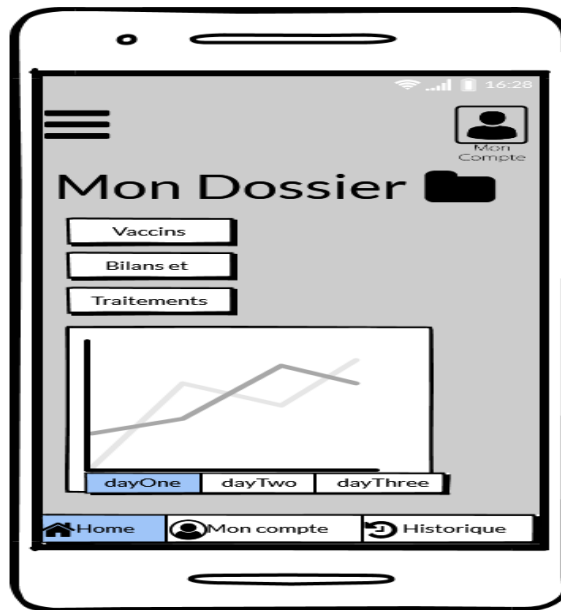 16:28
Mon
Compte
Mon Dossier
Vaccins
Bilans et
Traitements
dayOne dayTwo dayThree
Home Mon compte Historique